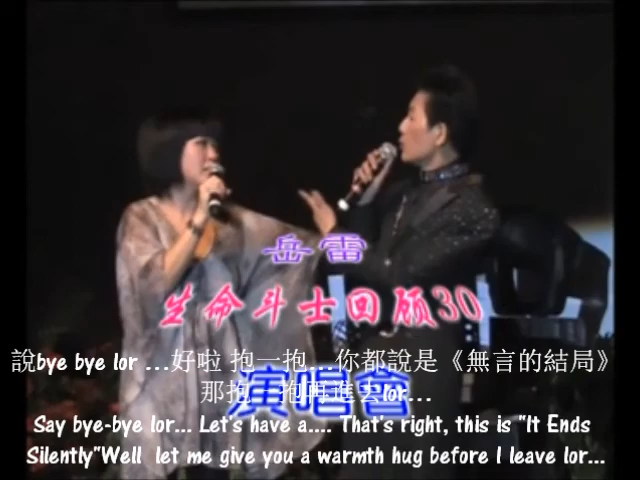 岳雷
生命斗士回顾30
說bye bye lor …好啦 抱一抱…你都說是《無言的結局》
那抱一抱再進去lor…
演唱會
Say bye-bye lor... Let's have a.... That's right, this is "It Ends
Silently"Well let me give you a warmth hug before I leave lor...